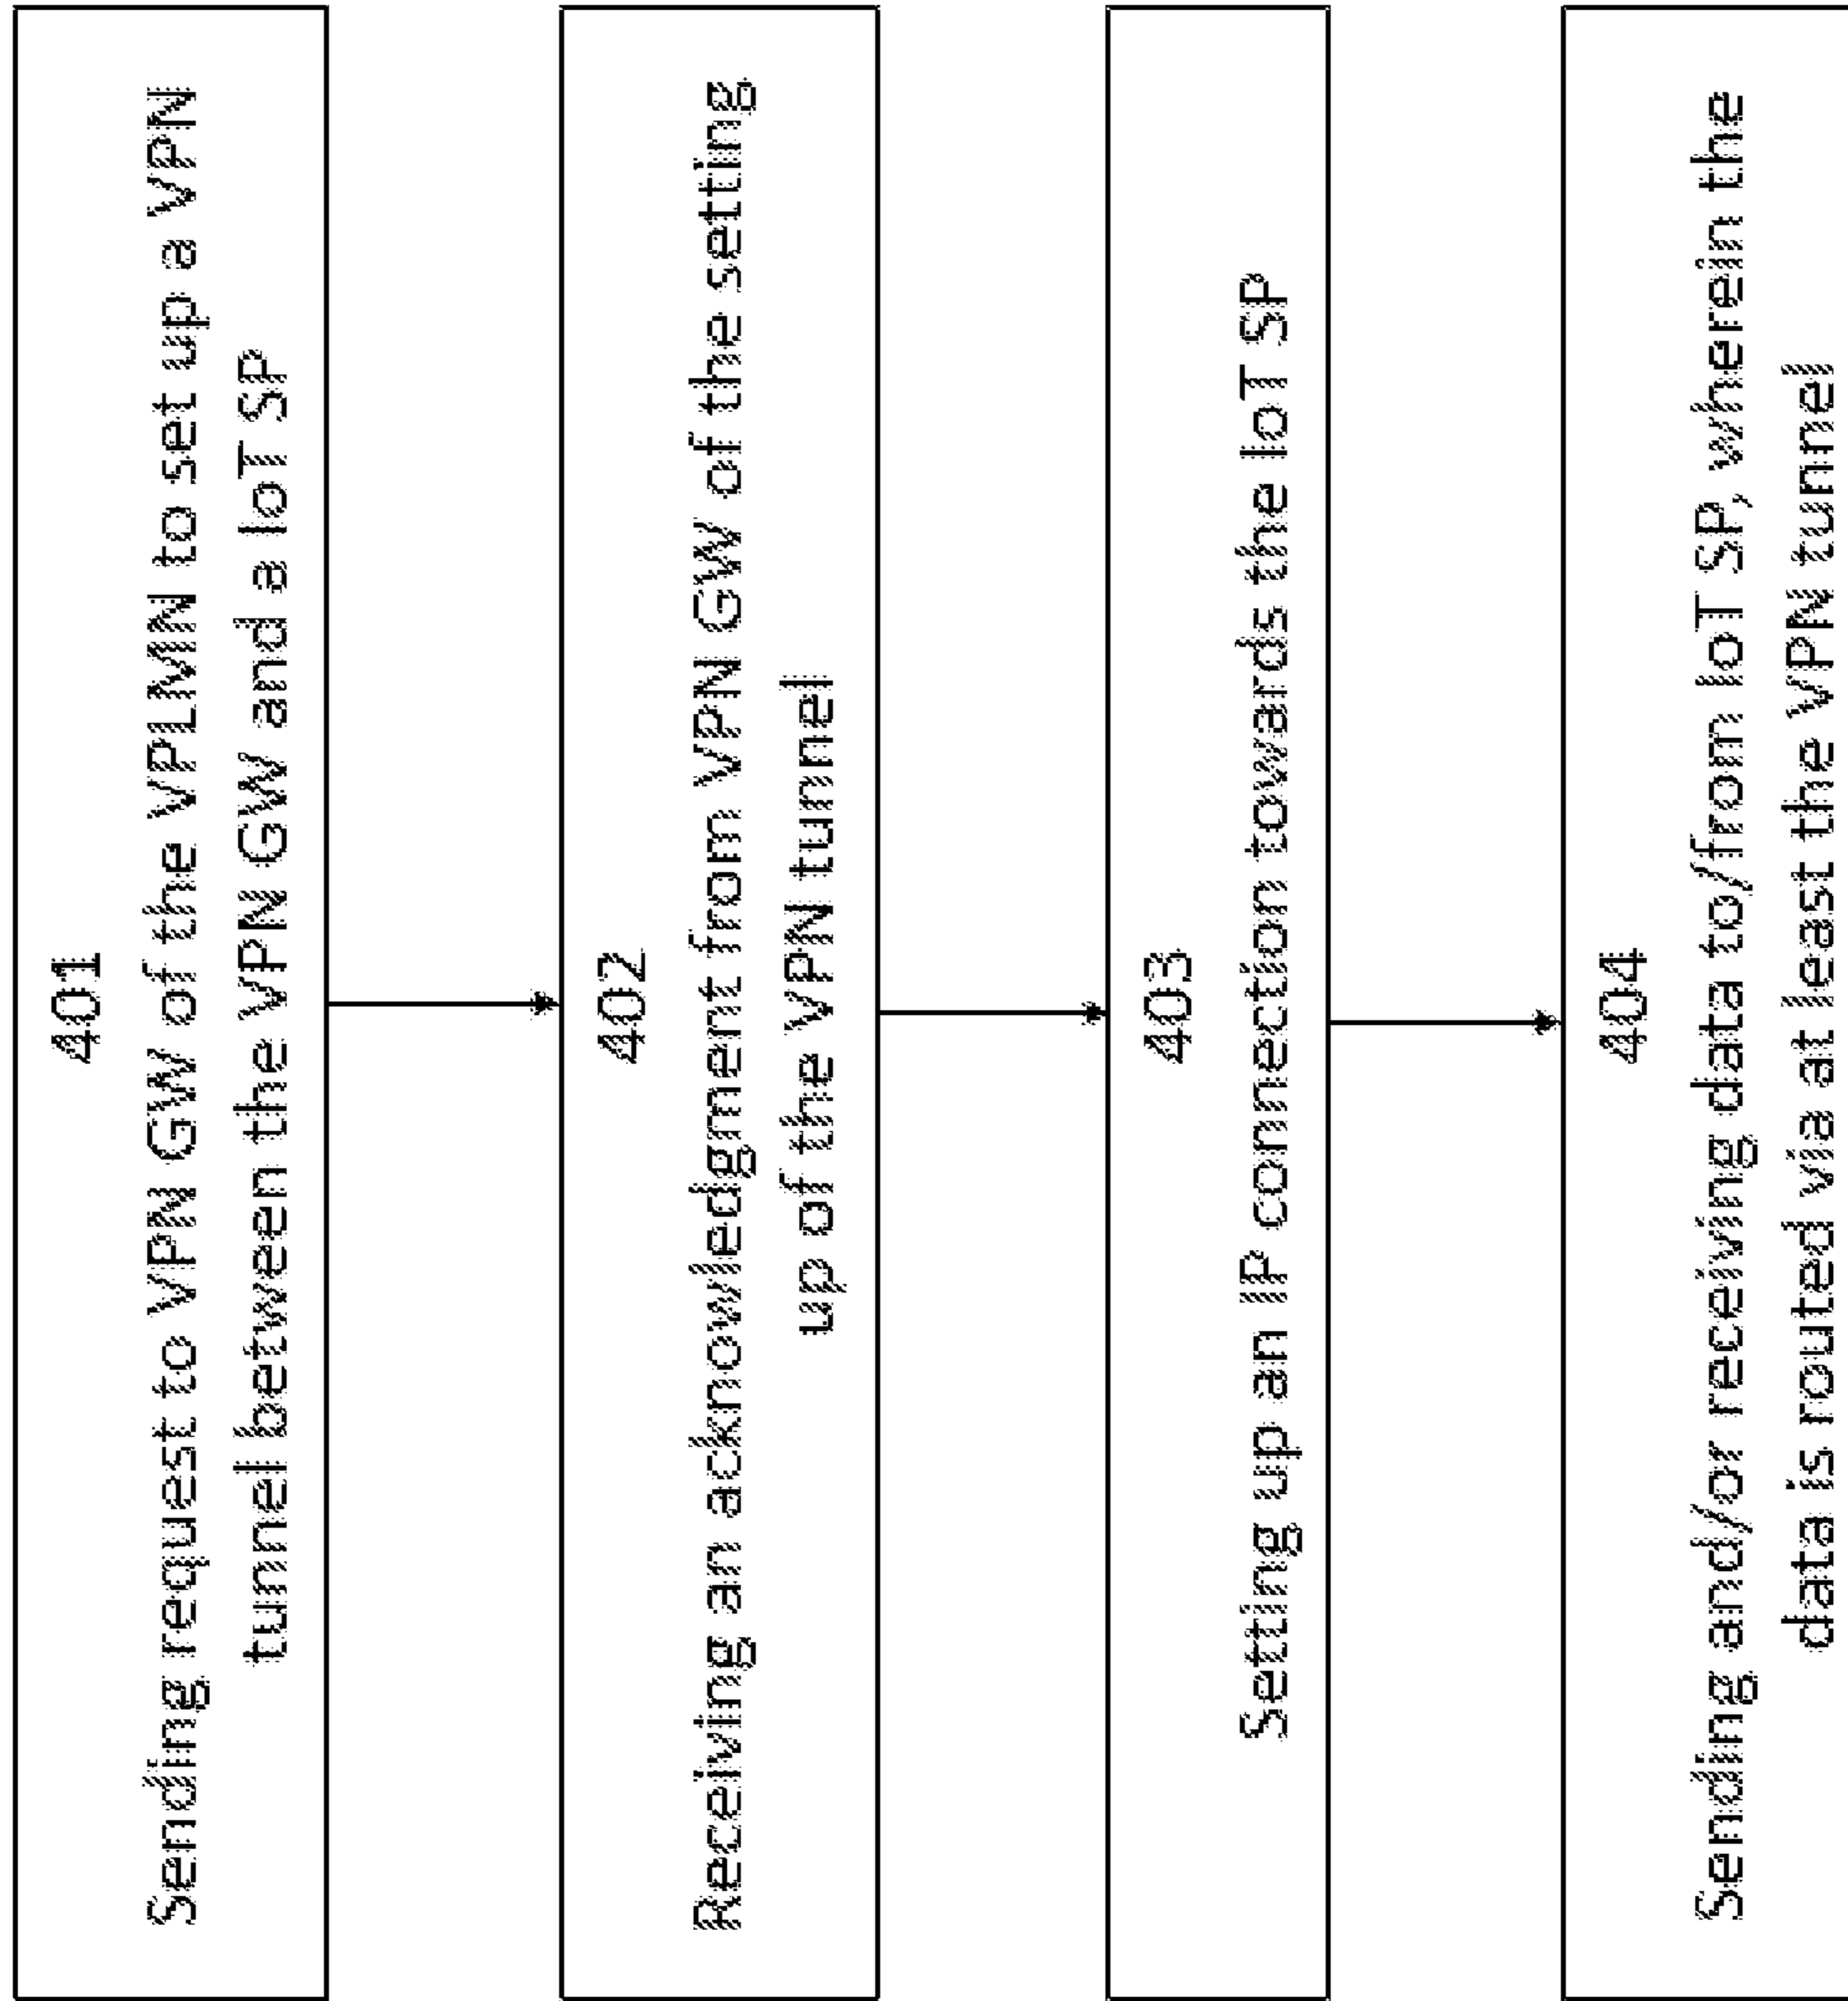 401
Sending request to VPN GW of the VPLMN to set up a VPN
tunnel between the VPN GW and a IoT SP
402
Receiving an acknowledgment from VPN GW of the setting
up of the VPN tunnel
403
Setting up an IP connection towards the IoT SP
404
Sending and/or receiving data to/from IoT SP, wherein the
data is routed via at least the VPN tunnel